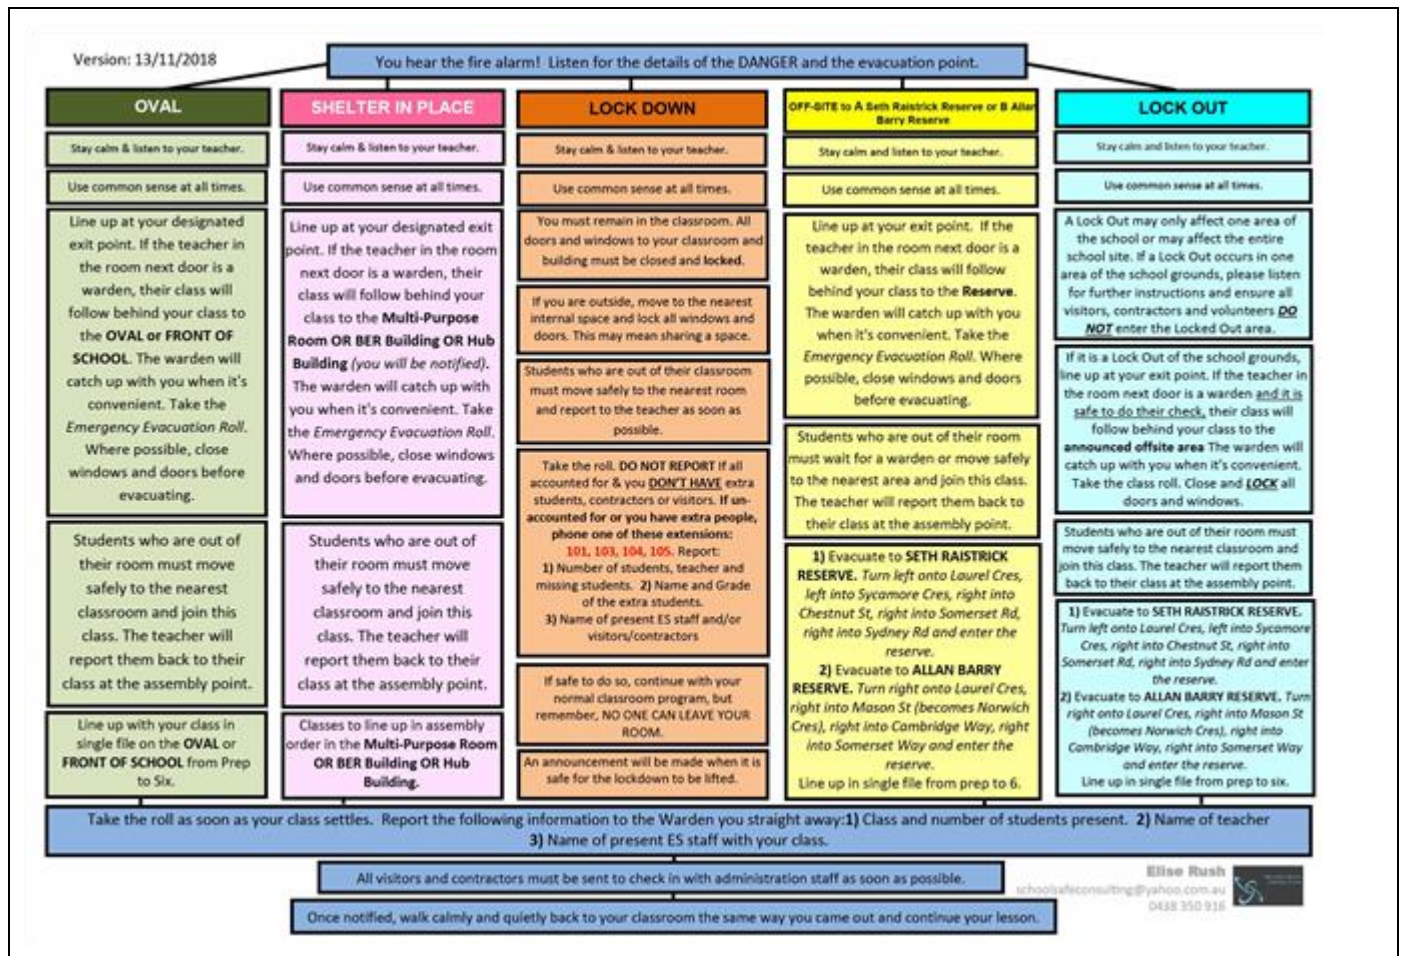 Version: 13/11/2018
You hear the fire alarm! Listen for the details of the DANGER and the evacuation point.
OVAL
Stay calm & listen to your teacher.
Use common sense at all times.
Line up at your designated
exit point. If the teacher in
the room next door is a
warden, their class will
follow behind your class to
the OVAL or FRONT OF
SCHOOL. The warden will
catch up with you when it's
convenient. Take the
Emergency Evacuation Roll.
Where possible, close
windows and doors before
evacuating.
Students who are out of
their room must move
safely to the nearest
classroom and join this
class. The teacher will
report them back to their
class at the assembly point.
Line up with your class in
single file on the OVAL or
FRONT OF SCHOOL from Prep
to Six.
SHELTER IN PLACE
Stay calm & listen to your teacher.
Use common sense at all times.
Line up at your designated exit
point. If the teacher in the room
next door is a warden, their
class will follow behind your
class to the Multi-Purpose
Room OR BER Building OR Hub
Building (you will be notified).
The warden will catch up with
you when it's convenient. Take
the Emergency Evacuation Roll.
Where possible, close windows
and doors before evacuating.
Students who are out of
their room must move
safely to the nearest
classroom and join this
class. The teacher will
report them back to their
class at the assembly point.
Classes to line up in assembly
order in the Multi-Purpose Room
OR BER Building OR Hub
Building.
LOCK DOWN
Stay calm & listen to your teacher.
Use common sense at all times.
You must remain in the classroom. All
doors and windows to your classroom and
building must be closed and locked.
If you are outside, move to the nearest
internal space and lock all windows and
doors. This may mean sharing a space.
Students who are out of their classroom
must move safely to the nearest room
and report to the teacher as soon as
possible.
Take the roll. DO NOT REPORT If all
accounted for & you DON'T HAVE extra
students, contractors or visitors. If un-
accounted for or you have extra people,
phone one of these extensions:
101, 103, 104, 105. Report:
1) Number of students, teacher and
missing students. 2) Name and Grade
of the extra students.
3) Name of present ES staff and/or
visitors/contractors
If safe to do so, continue with your
normal classroom program, but
remember, NO ONE CAN LEAVE YOUR
ROOM.
An announcement will be made when it is
safe for the lockdown to be lifted.
OFF-SITE to A Seth Raistrick Reserve or B Allan
Barry Reserve
Stay calm and listen to your teacher.
Use common sense at all times.
Line up at your exit point. If the
teacher in the room next door is a
warden, their class will follow
behind your class to the Reserve.
The warden will catch up with you
when it's convenient. Take the
Emergency Evacuation Roll. Where
possible, close windows and doors
before evacuating.
Students who are out of their room
must wait for a warden or move safely
to the nearest area and join this class.
The teacher will report them back to
their class at the assembly point.
1) Evacuate to SETH RAISTRICK
RESERVE. Turn left onto Laurel Cres,
left into Sycamore Cres, right into
Chestnut St, right into Somerset Rd,
right into Sydney Rd and enter the
reserve.
2) Evacuate to ALLAN BARRY
RESERVE. Turn right onto Laurel Cres,
right into Mason St (becomes Norwich
Cres), right into Cambridge Way, right
into Somerset Way and enter the
reserve.
Line up in single file from prep to 6.
LOCK OUT
Stay calm and listen to your teacher.
Use common sense at all times.
A Lock Out may only affect one area of
the school or may affect the entire
school site. If a Lock Out occurs in one
area of the school grounds, please listen
for further instructions and ensure all
visitors, contractors and volunteers DO
NOT enter the Locked Out area.
If it is a Lock Out of the school grounds,
line up at your exit point. If the teacher in
the room next door is a warden and it is
safe to do their check, their class will
follow behind your class to the
announced offsite area The warden will
catch up with you when it's convenient.
Take the class roll. Close and LOCK all
doors and windows.
Students who are out of their room must
move safely to the nearest classroom and
join this class. The teacher will report them
back to their class at the assembly point.
1) Evacuate to SETH RAISTRICK RESERVE.
Turn left onto Laurel Cres, left into Sycamore
Cres, right into Chestnut St, right into
Somerset Rd, right into Sydney Rd and enter
the reserve.
2) Evacuate to ALLAN BARRY RESERVE. Turn
right onto Laurel Cres, right into Mason St
(becomes Norwich Cres), right into
Cambridge Way, right into Somerset Way
and enter the reserve.
Line up in single file from prep to six.
Take the roll as soon as your class settles. Report the following information to the Warden you straight away:1) Class and number of students present. 2) Name of teacher
3) Name of present ES staff with your class.
All visitors and contractors must be sent to check in with administration staff as soon as possible.
Once notified, walk calmly and quietly back to your classroom the same way you came out and continue your lesson.
Elise Rush
schoolsafeconsulting@yahoo.com.au
0438 350 916